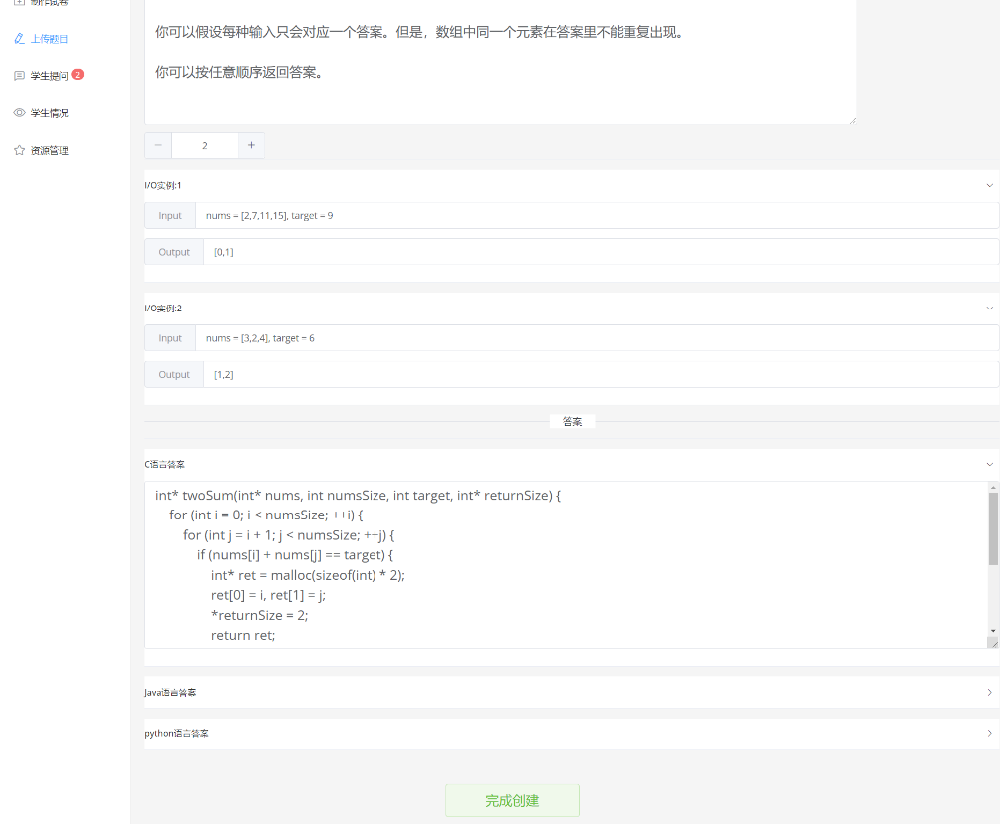 制作试卷
上传题目
学生提问 2
学生情况
资源管理
你可以假设每种输入只会对应一个答案。但是，数组中同一个元素在答案里不能重复出现。
你可以按任意顺序返回答案。
− 2 +
I/O实例:1
Input nums = [2,7,11,15], target = 9
Output [0,1]
I/O实例:2
Input nums = [3,2,4], target = 6
Output [1,2]
答案
C语言答案
int* twoSum(int* nums, int numsSize, int target, int* returnSize) {
    for (int i = 0; i < numsSize; ++i) {
        for (int j = i + 1; j < numsSize; ++j) {
            if (nums[i] + nums[j] == target) {
                int* ret = malloc(sizeof(int) * 2);
                ret[0] = i, ret[1] = j;
                *returnSize = 2;
                return ret;
Java语言答案
python语言答案
完成创建